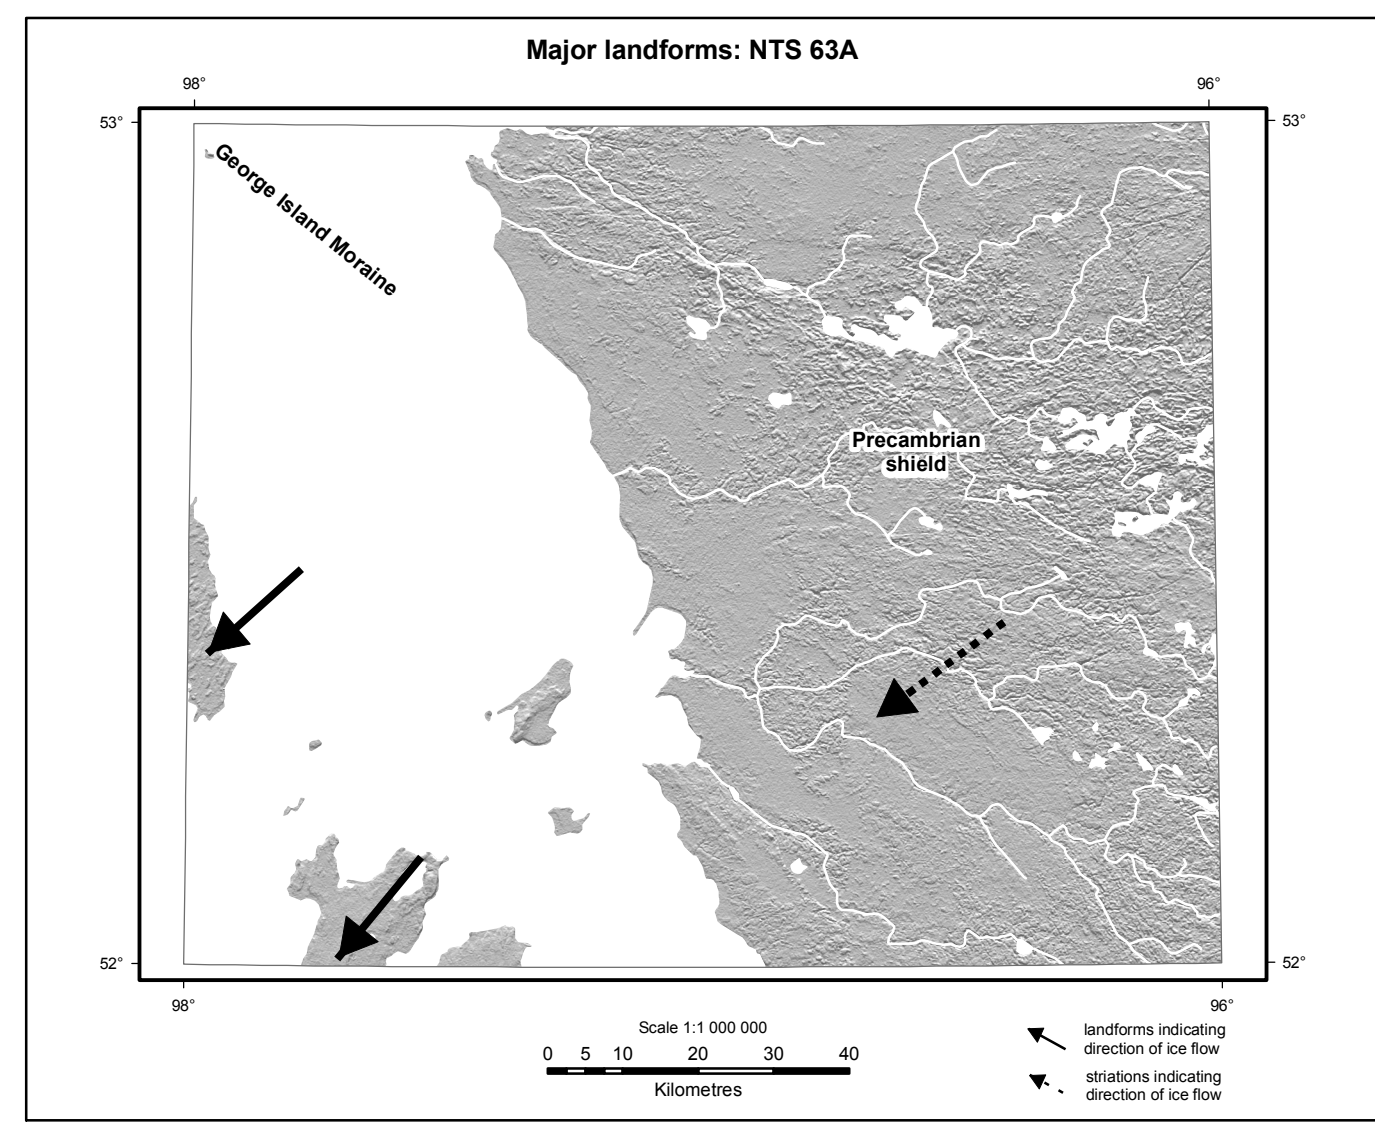 Major landforms: NTS 63A
98°
96°
53°
53°
George Island Moraine
Precambrian
shield
52°
52°
98°
96°
Scale 1:1 000 000
0 5 10 20 30 40
Kilometres
landforms indicating
direction of ice flow
striations indicating
direction of ice flow